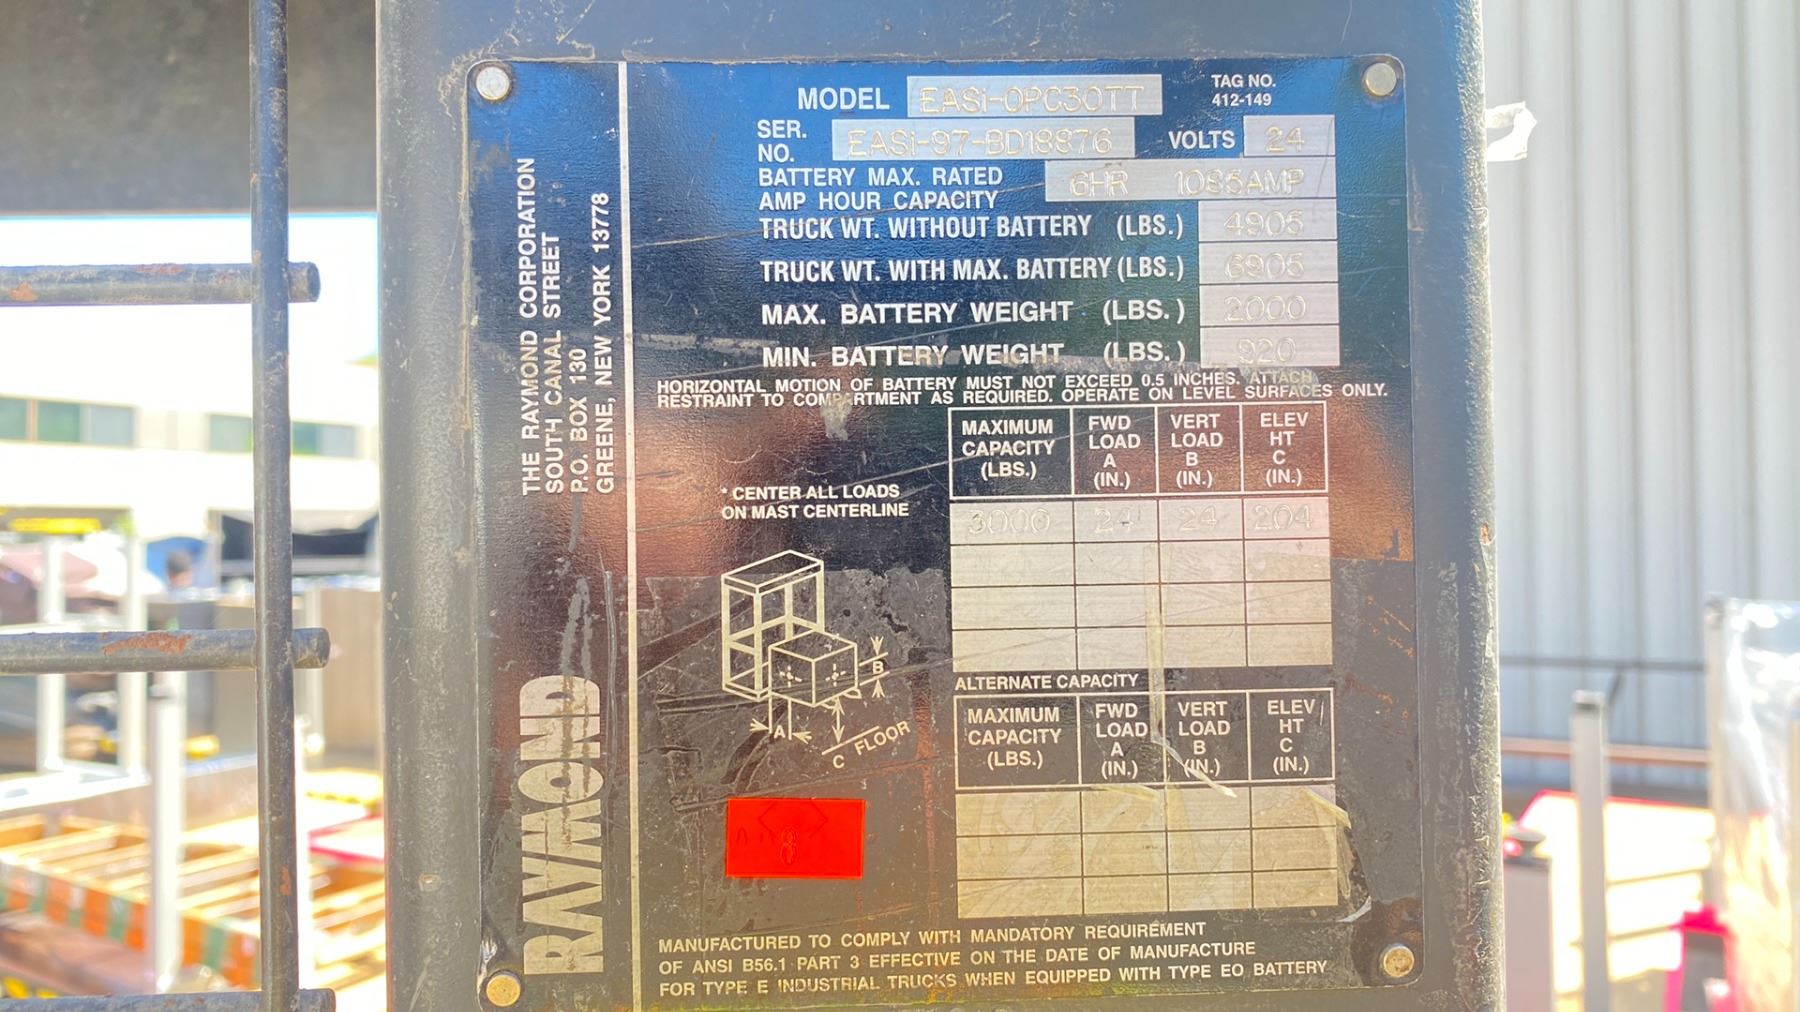 MODEL EASi-OPC30TT
TAG NO.
412-149
SER.
NO. EASi-97-BD18876
VOLTS 24
BATTERY MAX. RATED
AMP HOUR CAPACITY 6HR 1085AMP
TRUCK WT. WITHOUT BATTERY (LBS.) 4905
TRUCK WT. WITH MAX. BATTERY (LBS.) 6905
MAX. BATTERY WEIGHT (LBS.) 2000
MIN. BATTERY WEIGHT (LBS.) 920
HORIZONTAL MOTION OF BATTERY MUST NOT EXCEED 0.5 INCHES. ATTACH
RESTRAINT TO COMPARTMENT AS REQUIRED. OPERATE ON LEVEL SURFACES ONLY.
THE RAYMOND CORPORATION
SOUTH CANAL STREET
P.O. BOX 130
GREENE, NEW YORK 13778
RAYMOND
* CENTER ALL LOADS
ON MAST CENTERLINE
MAXIMUM
CAPACITY
(LBS.)
FWD
LOAD
A
(IN.)
VERT
LOAD
B
(IN.)
ELEV
HT
C
(IN.)
3000 24 24 204
A
B
C FLOOR
ALTERNATE CAPACITY
MAXIMUM
CAPACITY
(LBS.)
FWD
LOAD
A
(IN.)
VERT
LOAD
B
(IN.)
ELEV
HT
C
(IN.)
8
MANUFACTURED TO COMPLY WITH MANDATORY REQUIREMENT
OF ANSI B56.1 PART 3 EFFECTIVE ON THE DATE OF MANUFACTURE
FOR TYPE E INDUSTRIAL TRUCKS WHEN EQUIPPED WITH TYPE EO BATTERY